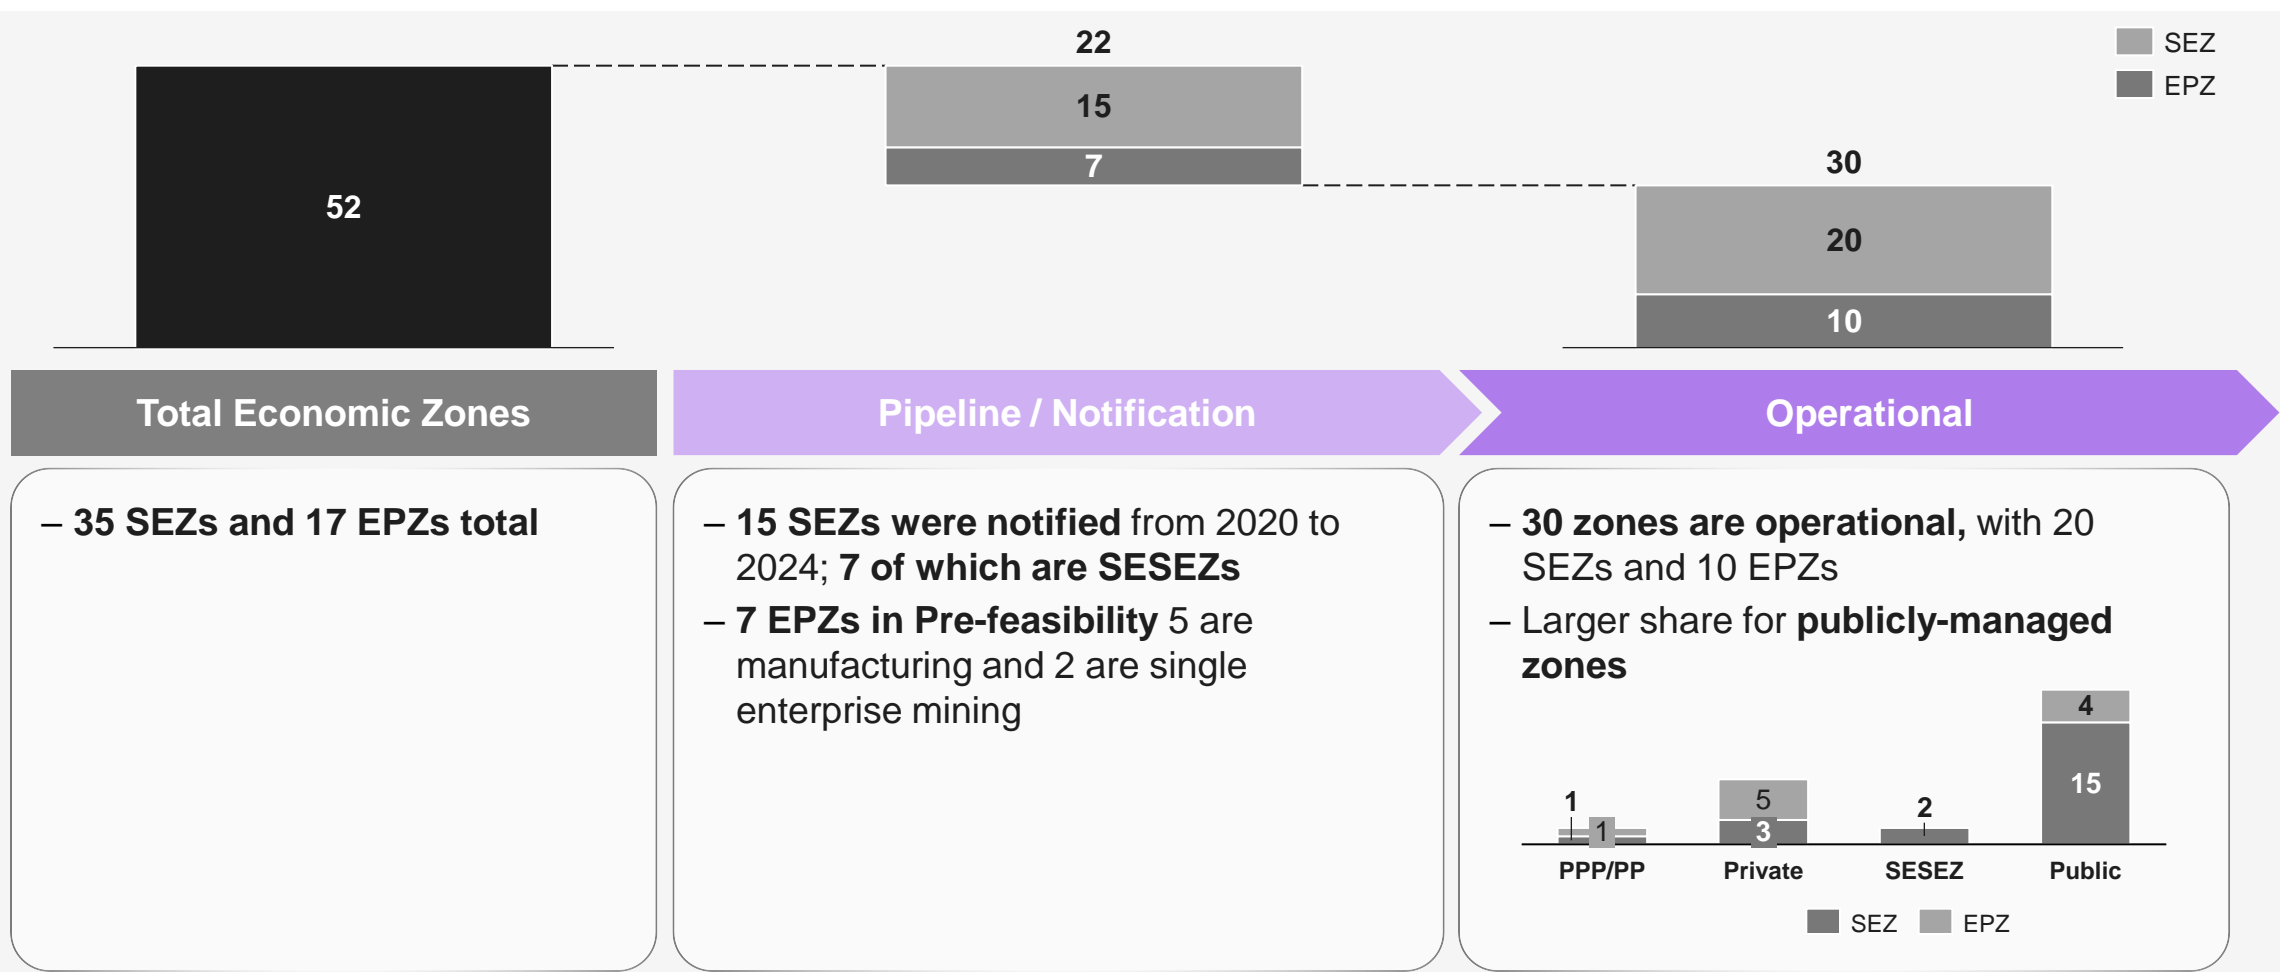 22
SEZ
EPZ
15
7
52
30
20
10
Total Economic Zones
Pipeline / Notification
Operational
– 35 SEZs and 17 EPZs total
– 15 SEZs were notified from 2020 to
2024; 7 of which are SESEZs
– 7 EPZs in Pre-feasibility 5 are
manufacturing and 2 are single
enterprise mining
– 30 zones are operational, with 20
SEZs and 10 EPZs
– Larger share for publicly-managed
zones
1
1
5
3
2
4
15
PPP/PP
Private
SESEZ
Public
SEZ
EPZ